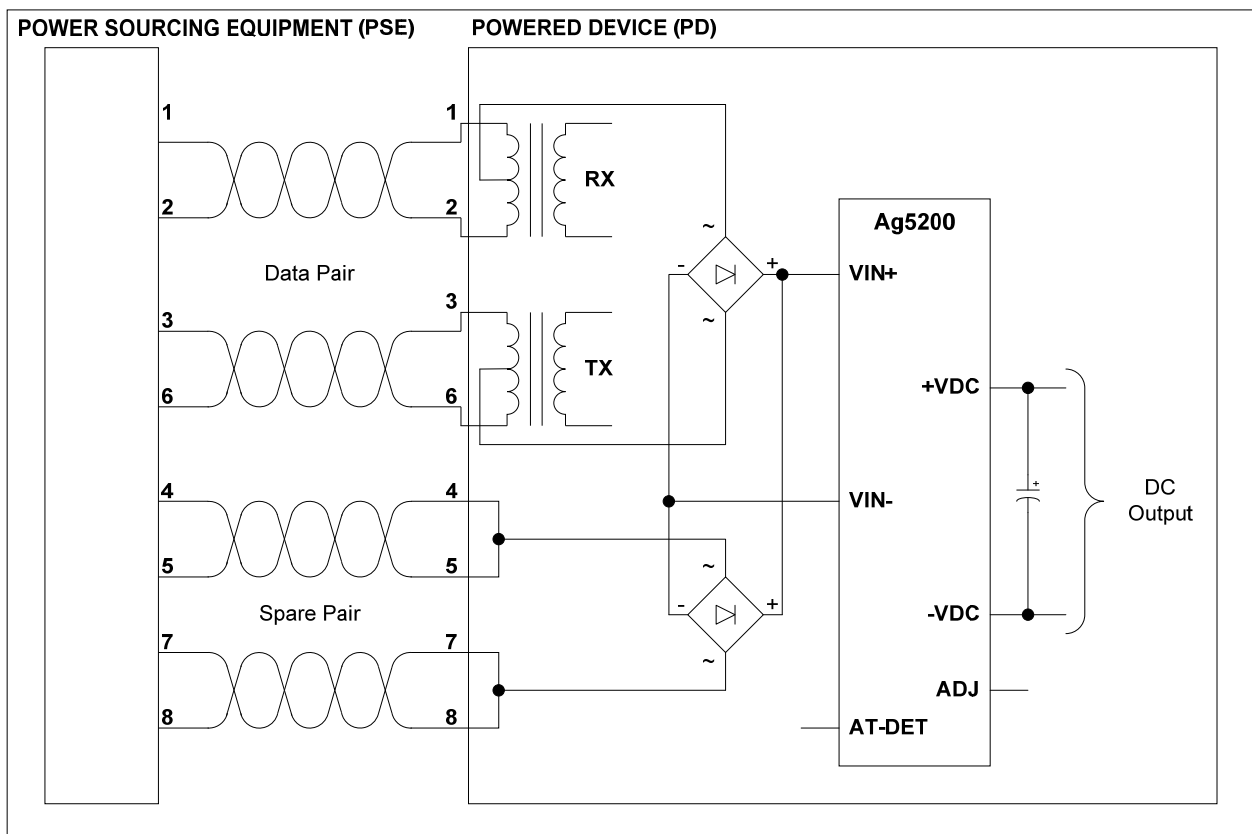 POWER SOURCING EQUIPMENT (PSE)
POWERED DEVICE (PD)
1
1
2
2
RX
Data Pair
3
3
6
6
TX
4
4
5
5
Spare Pair
7
7
8
8
~
-
+
~
~
-
+
~
Ag5200
VIN+
+VDC
VIN-
-VDC
ADJ
AT-DET
+
DC
Output